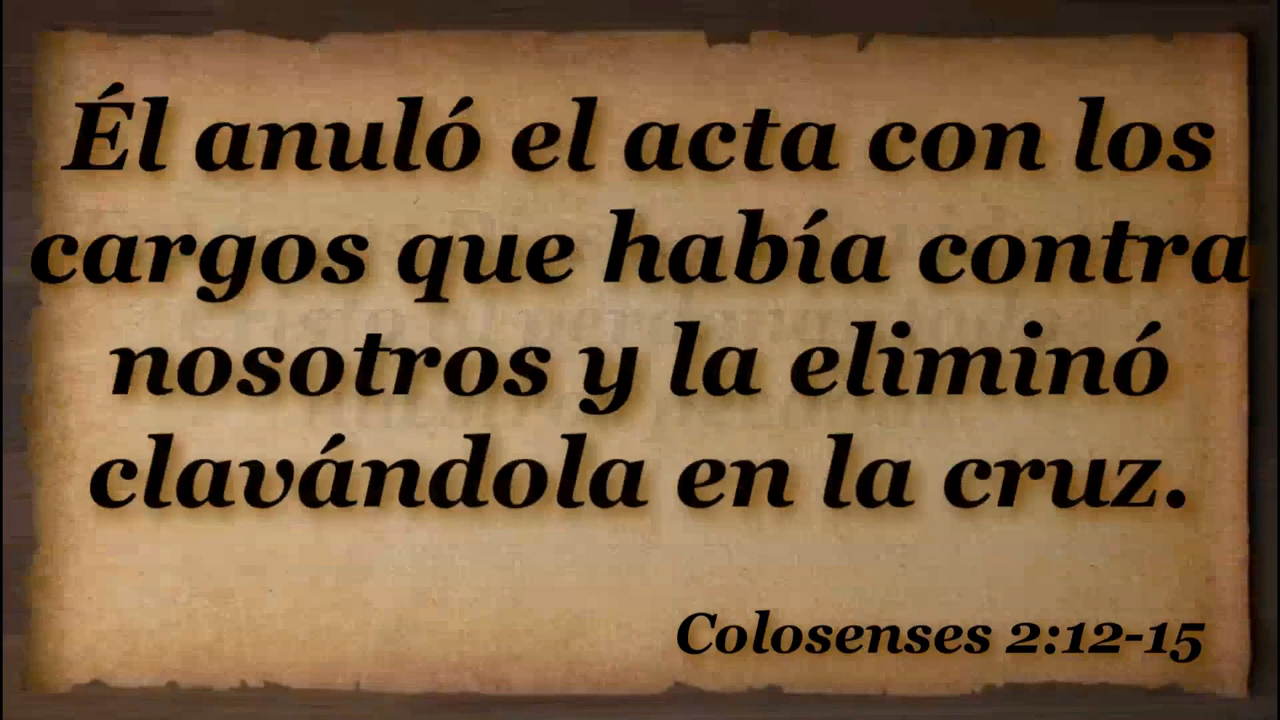 Él anuló el acta con los
cargos que había contra
nosotros y la eliminó
clavándola en la cruz.
Colosenses 2:12-15